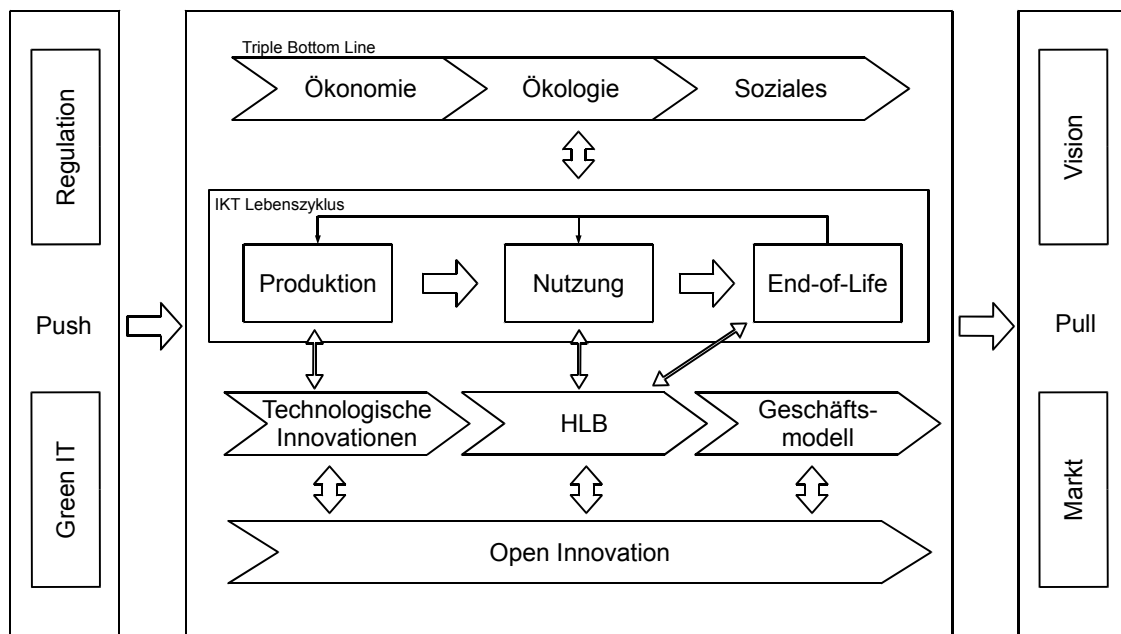 Regulation
Push
Green IT
Triple Bottom Line
Ökonomie
Ökologie
Soziales
IKT Lebenszyklus
Produktion
Nutzung
End-of-Life
Technologische
Innovationen
HLB
Geschäfts-
modell
Open Innovation
Vision
Pull
Markt